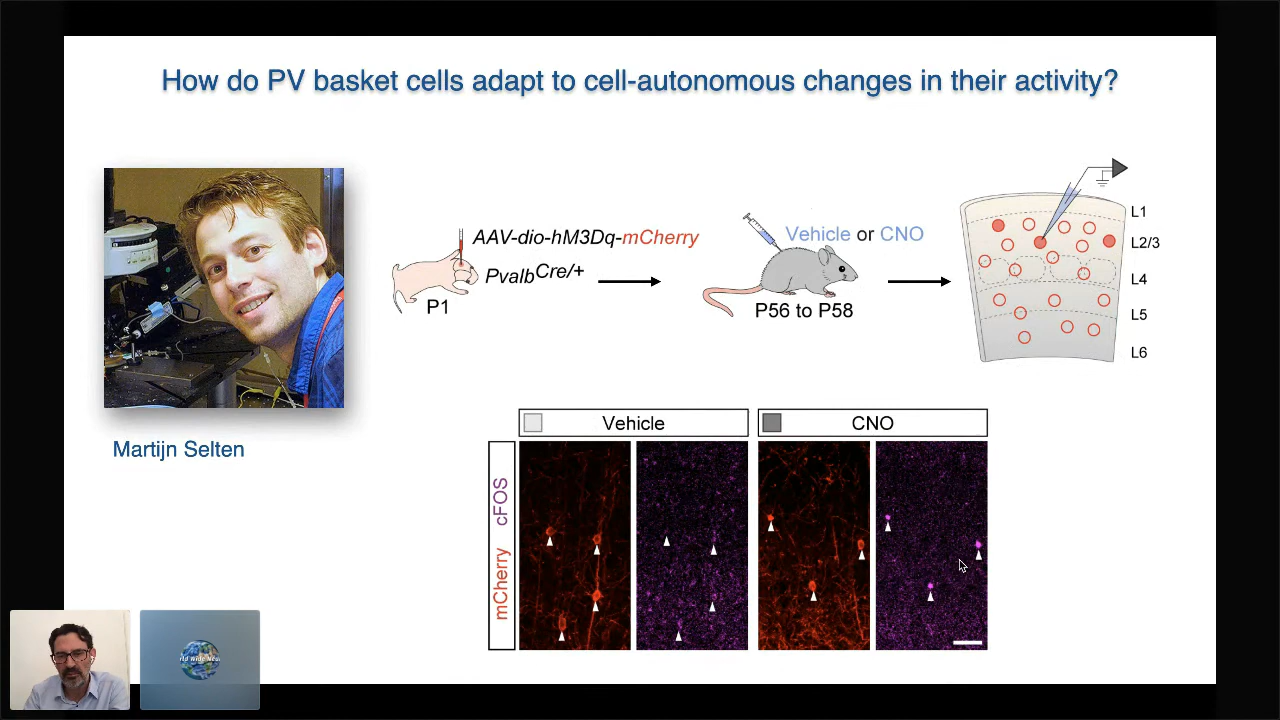 How do PV basket cells adapt to cell-autonomous changes in their activity?
AAV-dio-hM3Dq-mCherry
Pvalb^Cre/+
P1
Vehicle or CNO
P56 to P58
L1
L2/3
L4
L5
L6
Martijn Selten
Vehicle
CNO
mCherry cFOS